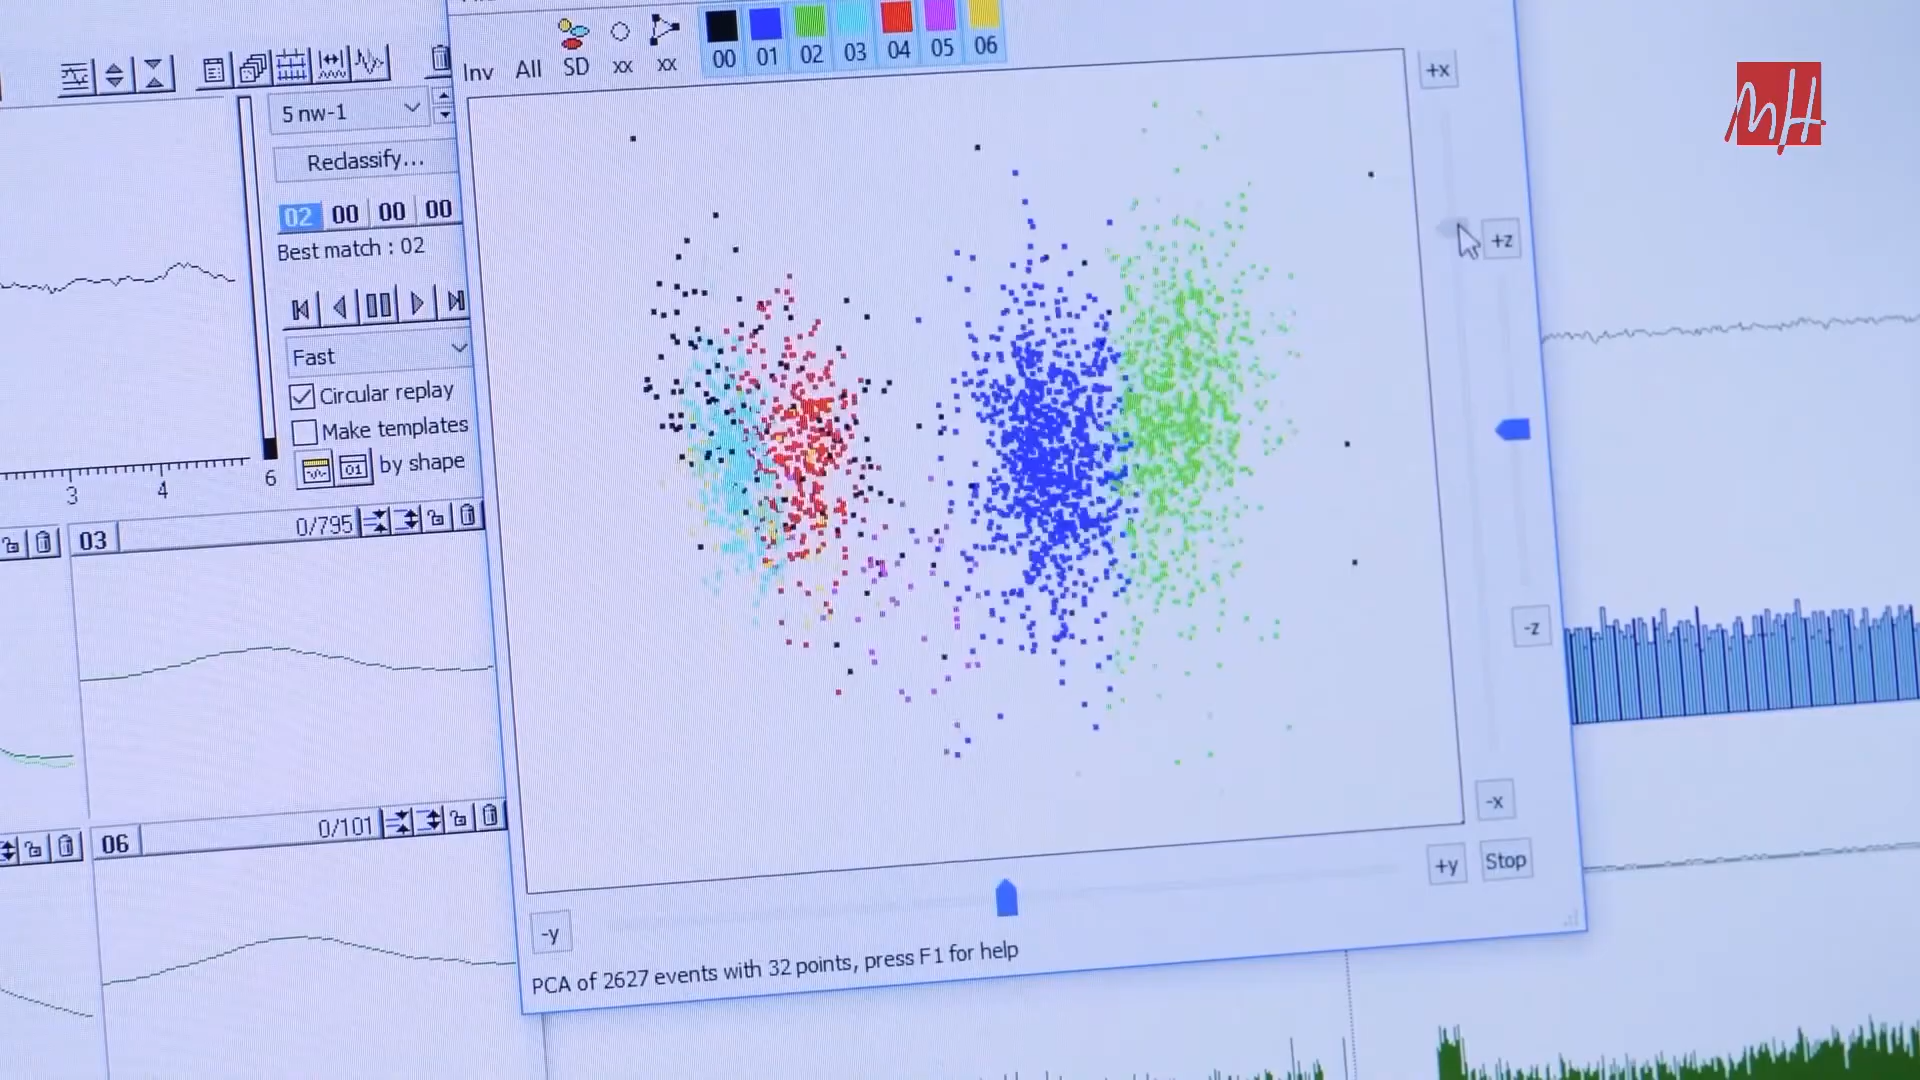 Inv All SD xx xx 00 01 02 03 04 05 06
+x
MH
5 nw-1
Reclassify...
02 00 00 00
Best match : 02
+z
Fast
Circular replay
Make templates
01 by shape
3 4 6
03 0/795
-z
06 0/101
-x
+y Stop
-y
PCA of 2627 events with 32 points, press F1 for help